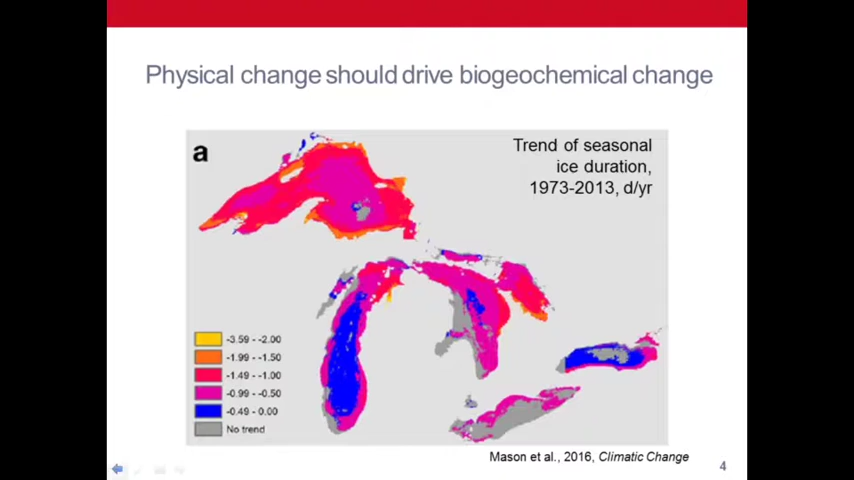 Physical change should drive biogeochemical change
a
Trend of seasonal
ice duration,
1973-2013, d/yr
-3.59 - -2.00
-1.99 - -1.50
-1.49 - -1.00
-0.99 - -0.50
-0.49 - 0.00
No trend
Mason et al., 2016, Climatic Change
4